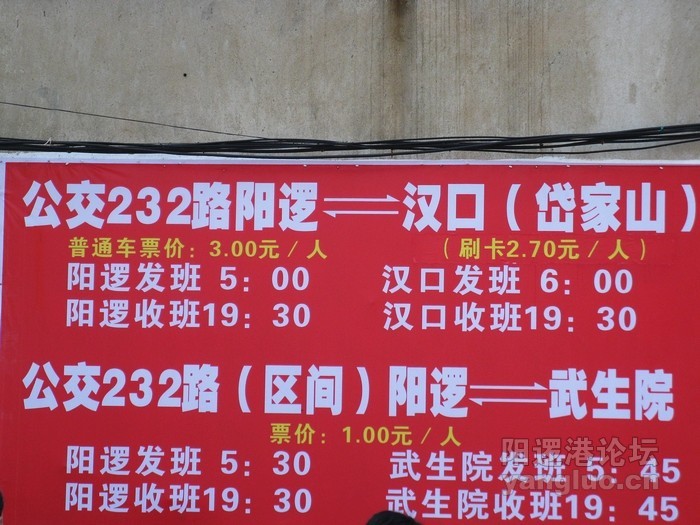 公交232路阳逻⇌汉口（岱家山）
普通车票价：3.00元／人 （刷卡2.70元／人）
阳逻发班 5：00 汉口发班 6：00
阳逻收班19：30 汉口收班19：30
公交232路（区间）阳逻⇌武生院
票价：1.00元／人
阳逻发班 5：30 武生院发班 5：45
阳逻收班19：30 武生院收班19：45
阳逻港论坛
yangluo.cn